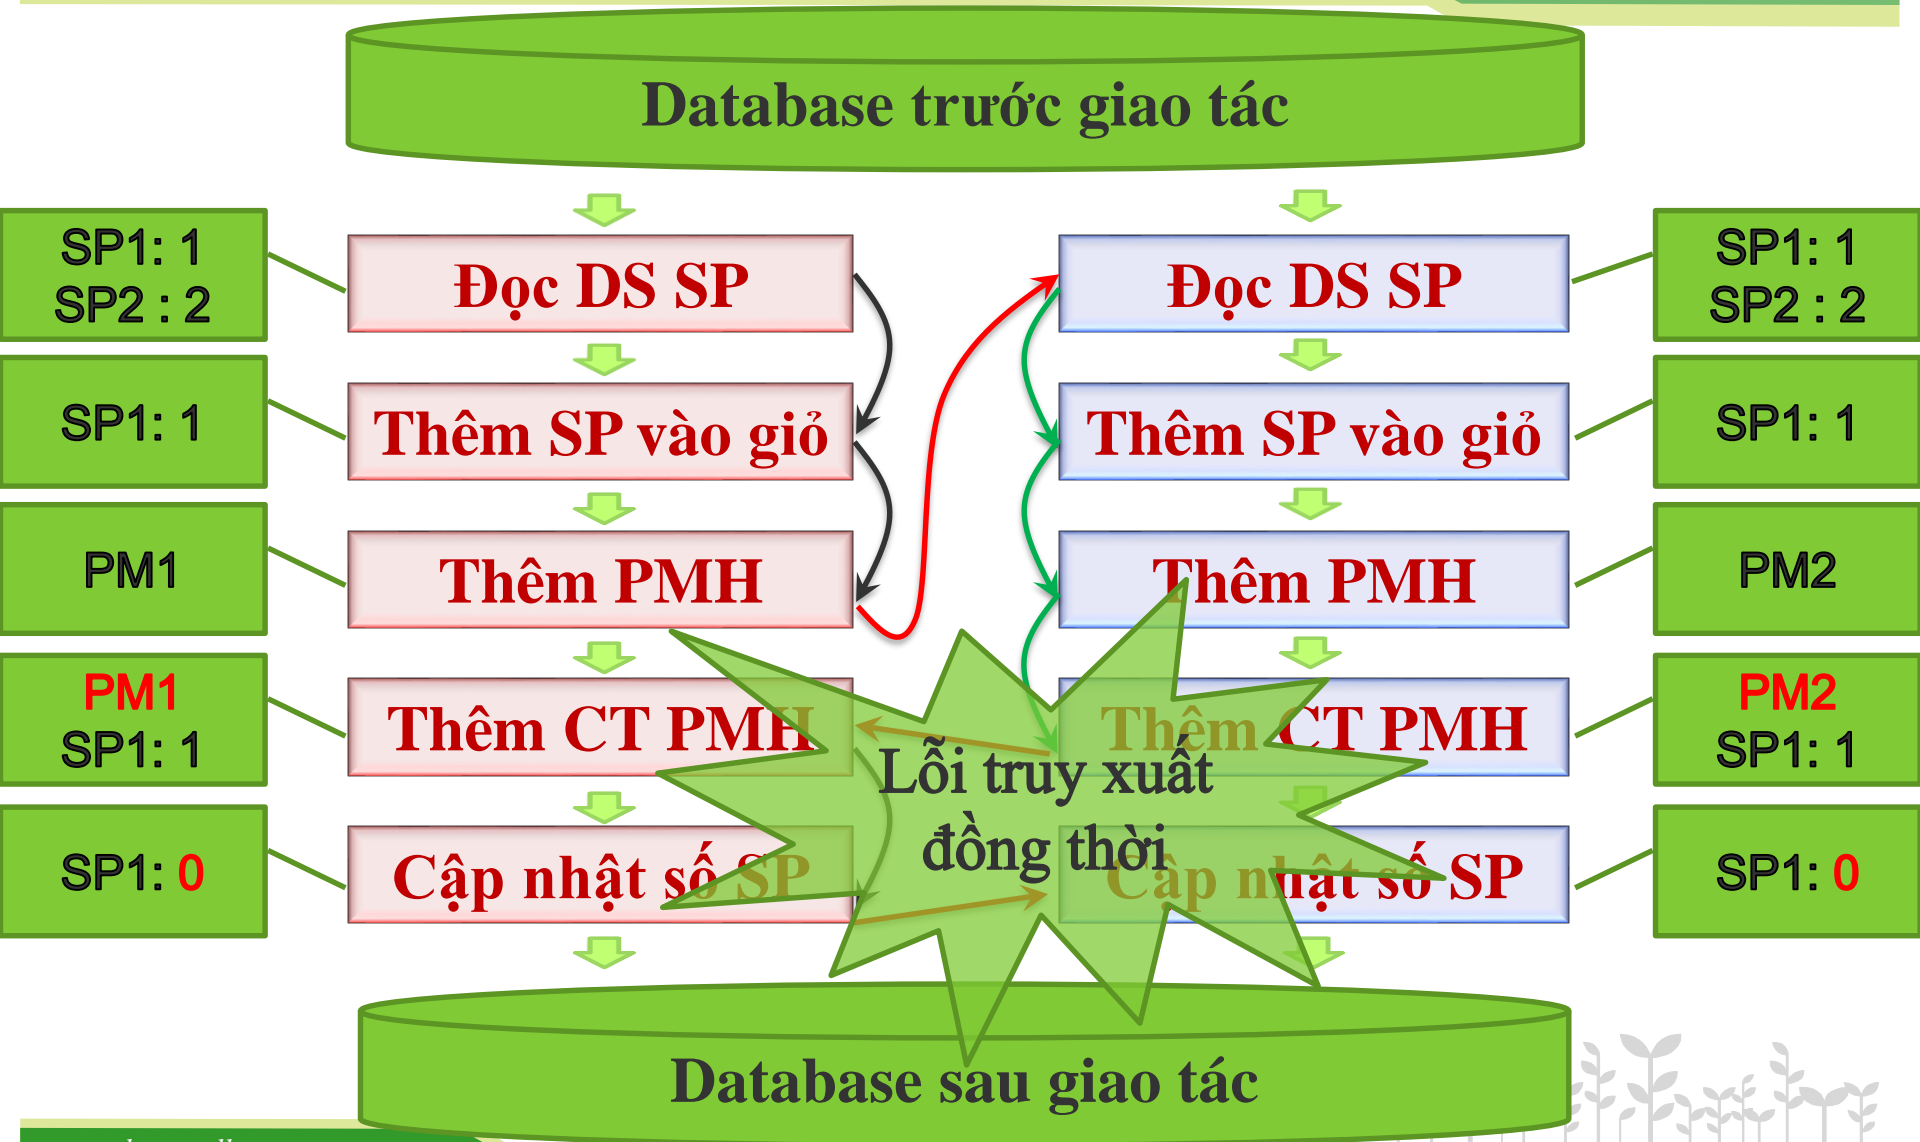 Database trước giao tác
SP1: 1
SP2 : 2
Đọc DS SP
Đọc DS SP
SP1: 1
SP2 : 2
SP1: 1
Thêm SP vào giỏ
Thêm SP vào giỏ
SP1: 1
PM1
Thêm PMH
Thêm PMH
PM2
PM1
SP1: 1
Thêm CT PMH
Thêm CT PMH
PM2
SP1: 1
Lỗi truy xuất
đồng thời
SP1: 0
Cập nhật số SP
Cập nhật số SP
SP1: 0
Database sau giao tác